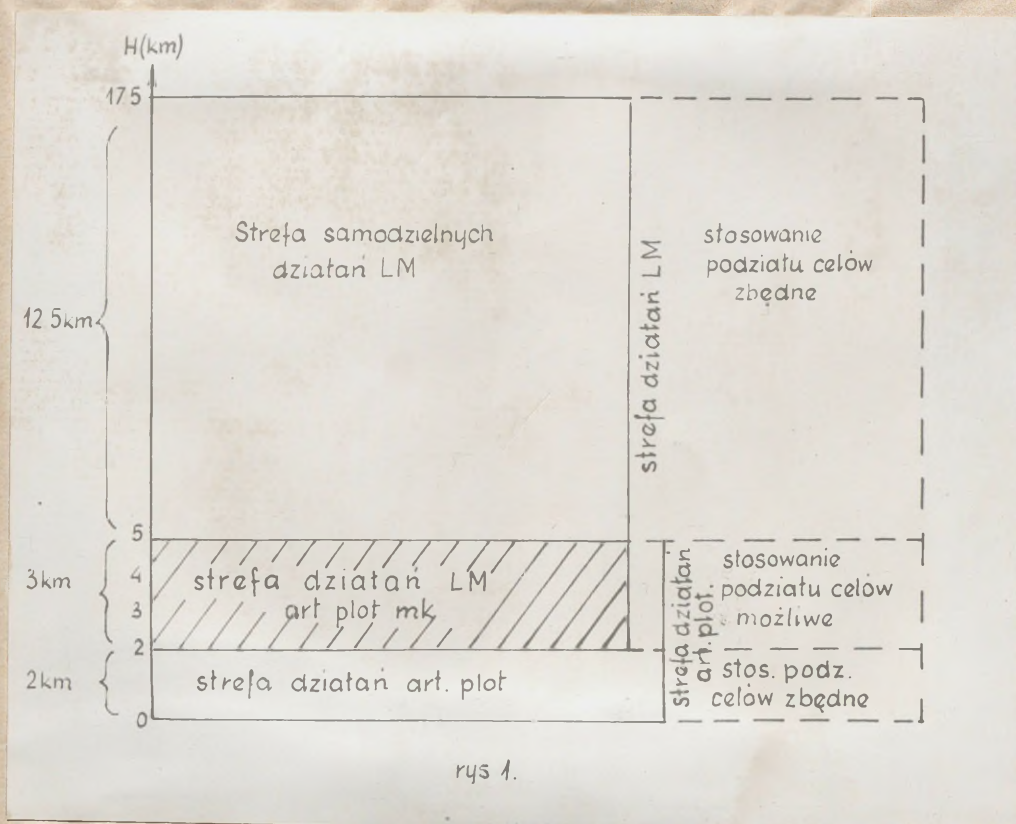 H(km)
17.5
Strefa samodzielnych
działań LM
strefa działań LM
stosowanie
podziału celów
zbędne
12.5km
5
3km
4
3
2
strefa działań LM
art plot mk
strefa działań
art. plot.
stosowanie
podziału celów
możliwe
2km
strefa działań art. plot
stos. podz.
celów zbędne
0
rys 1.